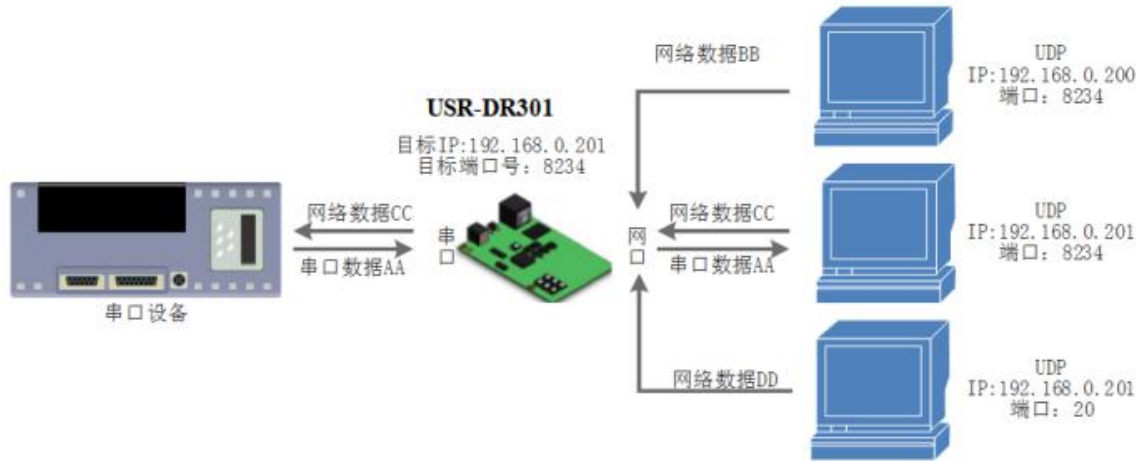 网络数据BB
UDP
IP:192.168.0.200
端口：8234
USR-DR301
目标IP:192.168.0.201
目标端口号：8234
网络数据CC
串口数据AA
串口
网口
网络数据CC
串口数据AA
UDP
IP:192.168.0.201
端口：8234
串口设备
网络数据DD
UDP
IP:192.168.0.201
端口：20